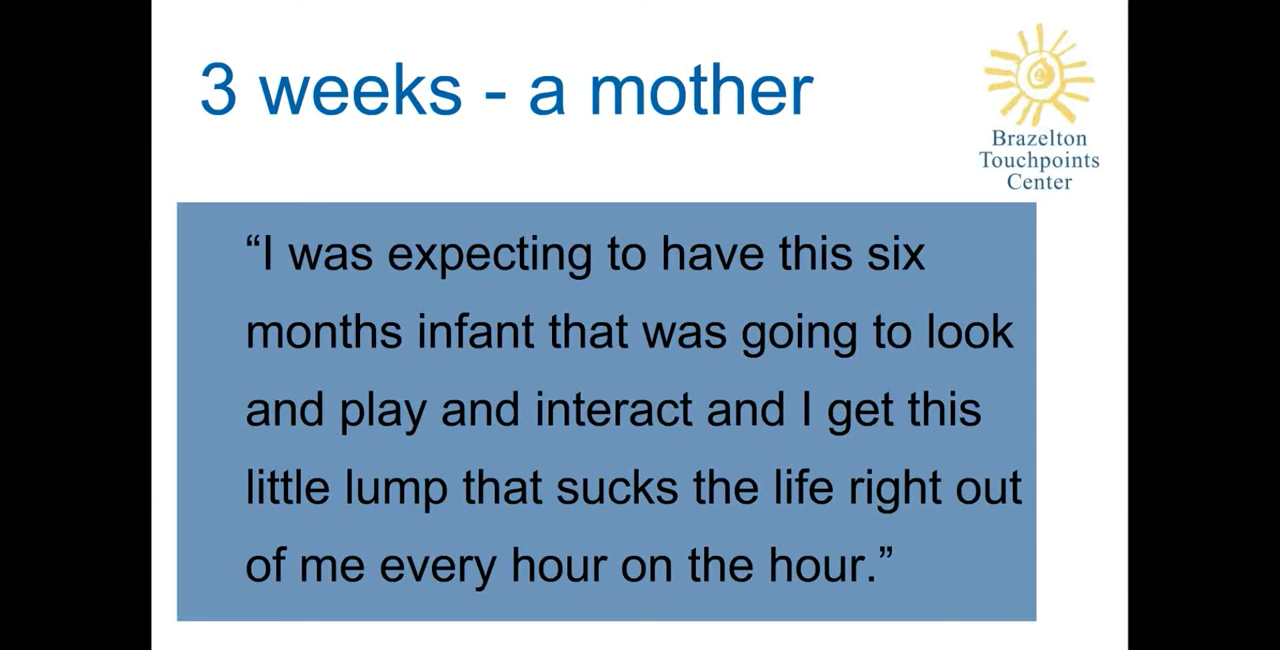 3 weeks - a mother
Brazelton
Touchpoints
Center
“I was expecting to have this six
months infant that was going to look
and play and interact and I get this
little lump that sucks the life right out
of me every hour on the hour.”